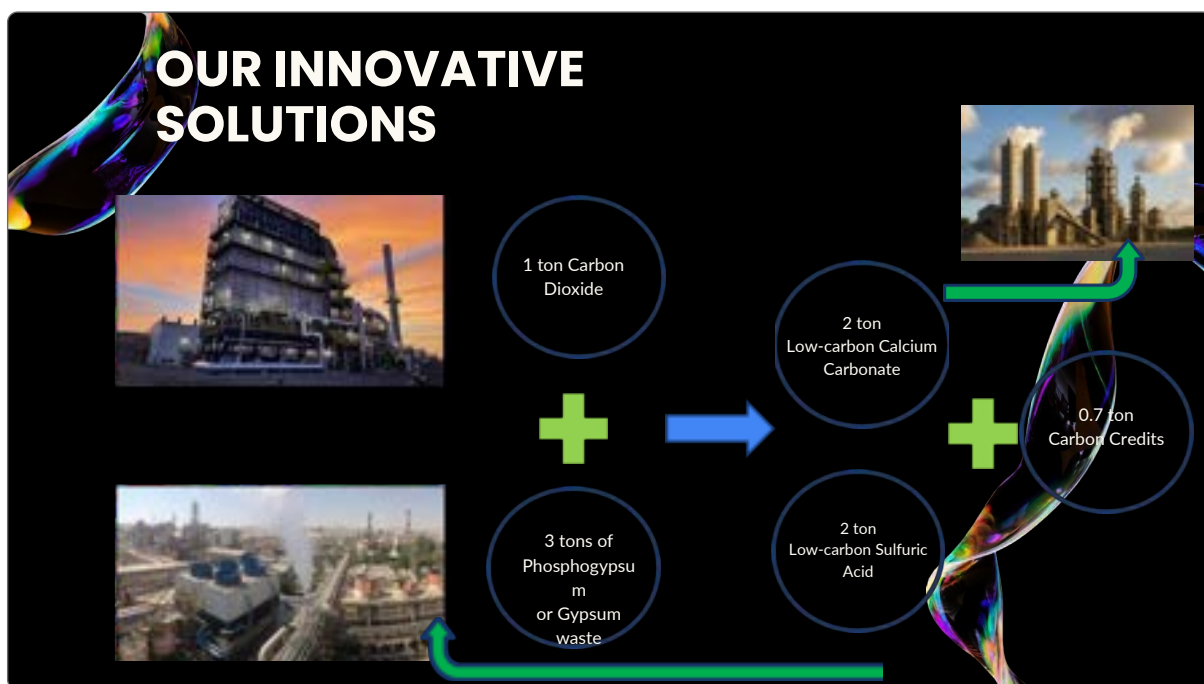 OUR INNOVATIVE
SOLUTIONS
1 ton Carbon
Dioxide
3 tons of
Phosphogypsu
m
or Gypsum
waste
2 ton
Low-carbon Calcium
Carbonate
2 ton
Low-carbon Sulfuric
Acid
0.7 ton
Carbon Credits